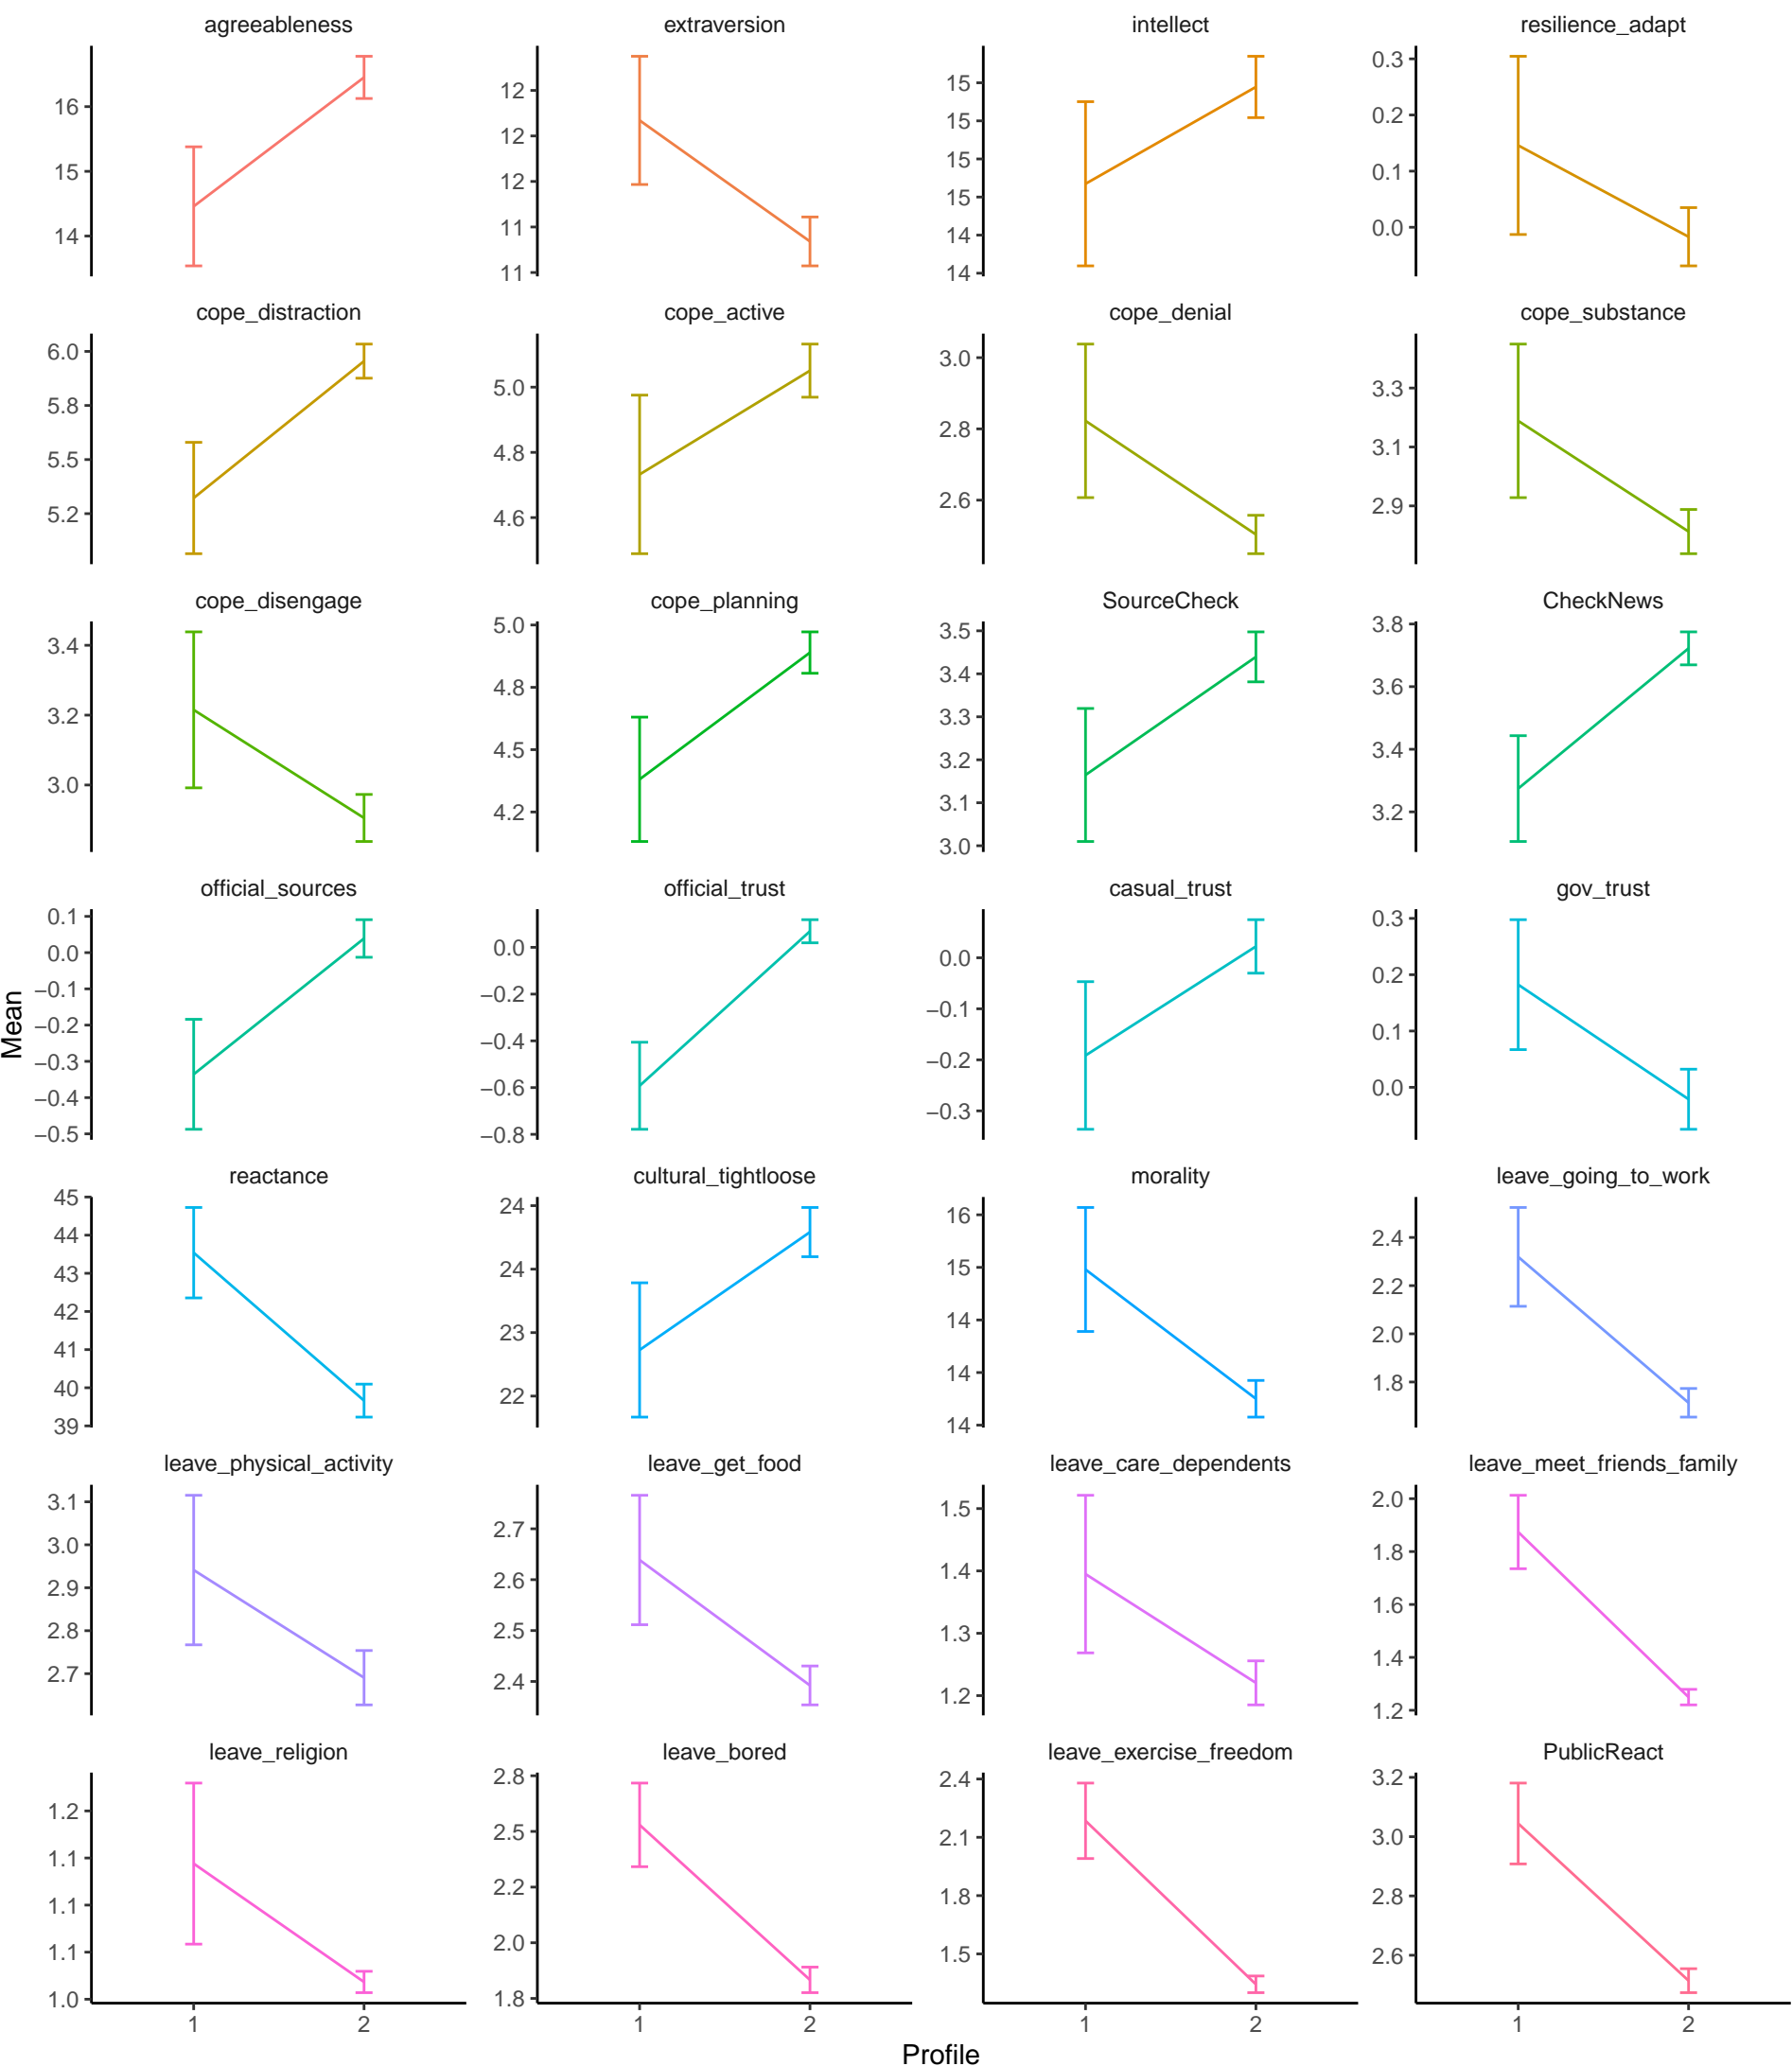 agreeableness extraversion intellect resilience_adapt
16 15 14
12 12 12 11 11
15 15 15 15 14 14
0.3 0.2 0.1 0.0
cope_distraction cope_active cope_denial cope_substance
6.0 5.8 5.5 5.2
5.0 4.8 4.6
3.0 2.8 2.6
3.3 3.1 2.9
cope_disengage cope_planning SourceCheck CheckNews
3.4 3.2 3.0
5.0 4.8 4.5 4.2
3.5 3.4 3.3 3.2 3.1 3.0
3.8 3.6 3.4 3.2
official_sources official_trust casual_trust gov_trust
0.1 0.0 −0.1 −0.2 −0.3 −0.4 −0.5
0.0 −0.2 −0.4 −0.6 −0.8
0.0 −0.1 −0.2 −0.3
0.3 0.2 0.1 0.0
Mean
reactance cultural_tightloose morality leave_going_to_work
45 44 43 42 41 40 39
24 24 23 22
16 15 14 14 14
2.4 2.2 2.0 1.8
leave_physical_activity leave_get_food leave_care_dependents leave_meet_friends_family
3.1 3.0 2.9 2.8 2.7
2.7 2.6 2.5 2.4
1.5 1.4 1.3 1.2
2.0 1.8 1.6 1.4 1.2
leave_religion leave_bored leave_exercise_freedom PublicReact
1.2 1.1 1.1 1.1 1.0
2.8 2.5 2.2 2.0 1.8
2.4 2.1 1.8 1.5
3.2 3.0 2.8 2.6
1 2 1 2 1 2 1 2
Profile